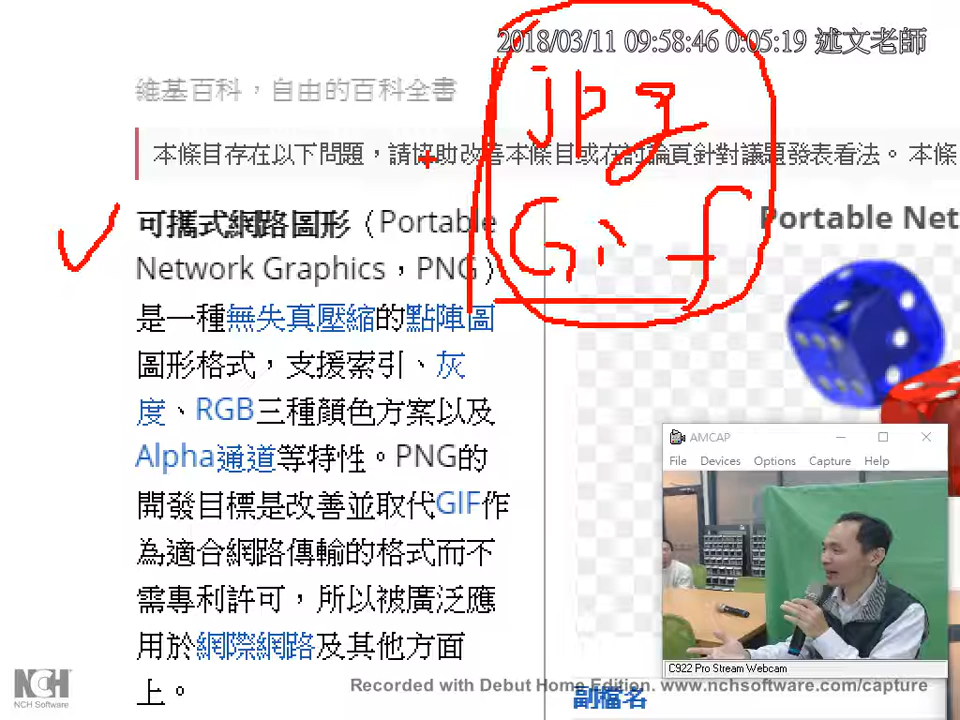 2018/03/11 09:58:46 0:05:19 述文老師
維基百科，自由的百科全書
jpg
本條目存在以下問題，請協助改善本條目或在討論頁針對議題發表看法。 本條
Gif
可攜式網路圖形（Portable
Network Graphics，PNG）
是一種無失真壓縮的點陣圖
圖形格式，支援索引、灰
度、RGB三種顏色方案以及
Alpha通道等特性。PNG的
開發目標是改善並取代GIF作
為適合網路傳輸的格式而不
需專利許可，所以被廣泛應
用於網際網路及其他方面
上。
Portable Net
AMCAP
File Devices Options Capture Help
C922 Pro Stream Webcam
副檔名
NCH
NCH Software
Recorded with Debut Home Edition. www.nchsoftware.com/capture